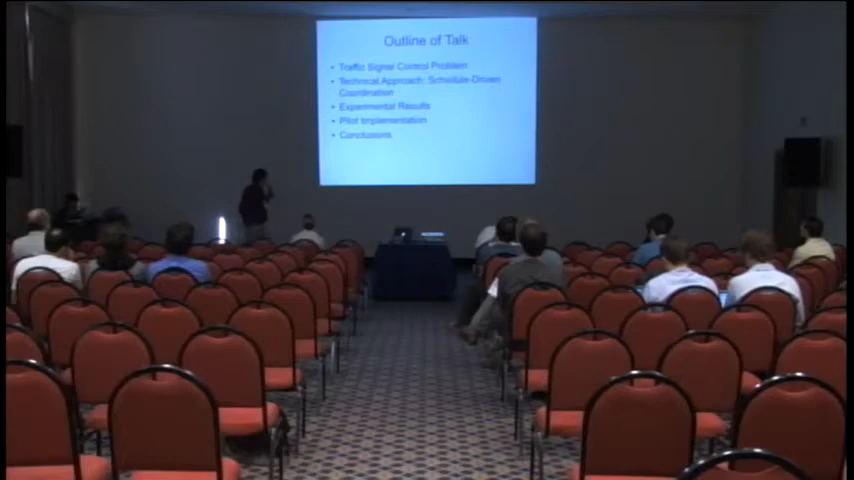 Outline of Talk
• Traffic Signal Control Problem
• Technical Approach: Schedule-Driven
Coordination
• Experimental Results
• Pilot Implementation
• Conclusions